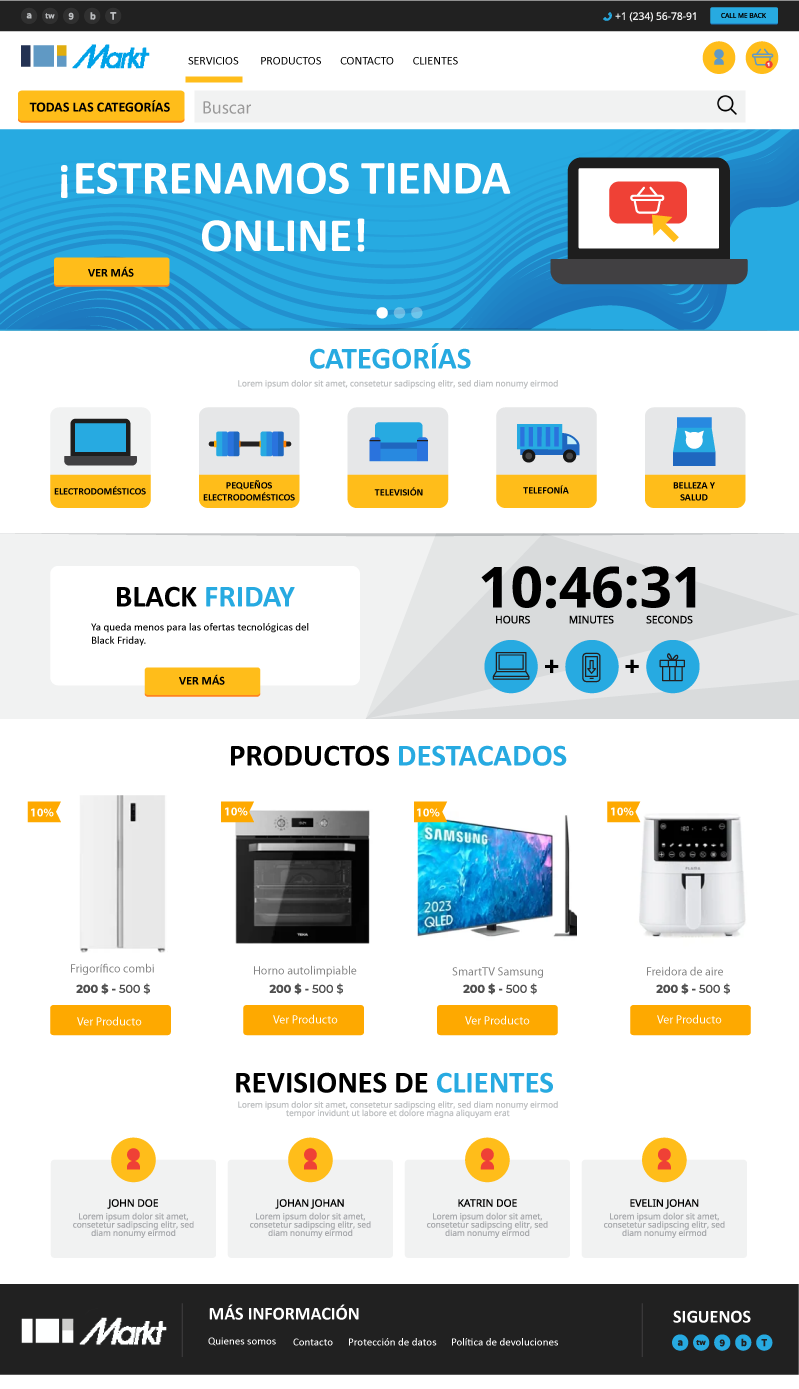 a tw 9 b T
+1 (234) 56-78-91
CALL ME BACK
Markt
SERVICIOS PRODUCTOS CONTACTO CLIENTES
1
TODAS LAS CATEGORÍAS
Buscar
¡ESTRENAMOS TIENDA
ONLINE!
VER MÁS
CATEGORÍAS
Lorem ipsum dolor sit amet, consetetur sadipscing elitr, sed diam nonumy eirmod
ELECTRODOMÉSTICOS
PEQUEÑOS
ELECTRODOMÉSTICOS
TELEVISIÓN
TELEFONÍA
BELLEZA Y
SALUD
BLACK FRIDAY
Ya queda menos para las ofertas tecnológicas del
Black Friday.
VER MÁS
10:46:31
HOURS MINUTES SECONDS
+ +
PRODUCTOS DESTACADOS
10%
10%
10%
10%
TEKA
SAMSUNG
2023
QLED
180 15
Frigorífico combi
200 $ - 500 $
Ver Producto
Horno autolimpiable
200 $ - 500 $
Ver Producto
SmartTV Samsung
200 $ - 500 $
Ver Producto
Freidora de aire
200 $ - 500 $
Ver Producto
REVISIONES DE CLIENTES
Lorem ipsum dolor sit amet, consetetur sadipscing elitr, sed diam nonumy eirmod
tempor invidunt ut labore et dolore magna aliquyam erat
JOHN DOE
Lorem ipsum dolor sit amet,
consetetur sadipscing elitr, sed
diam nonumy eirmod
JOHAN JOHAN
Lorem ipsum dolor sit amet,
consetetur sadipscing elitr, sed
diam nonumy eirmod
KATRIN DOE
Lorem ipsum dolor sit amet,
consetetur sadipscing elitr, sed
diam nonumy eirmod
EVELIN JOHAN
Lorem ipsum dolor sit amet,
consetetur sadipscing elitr, sed
diam nonumy eirmod
Markt
MÁS INFORMACIÓN
Quienes somos Contacto Protección de datos Política de devoluciones
SIGUENOS
a tw 9 b T